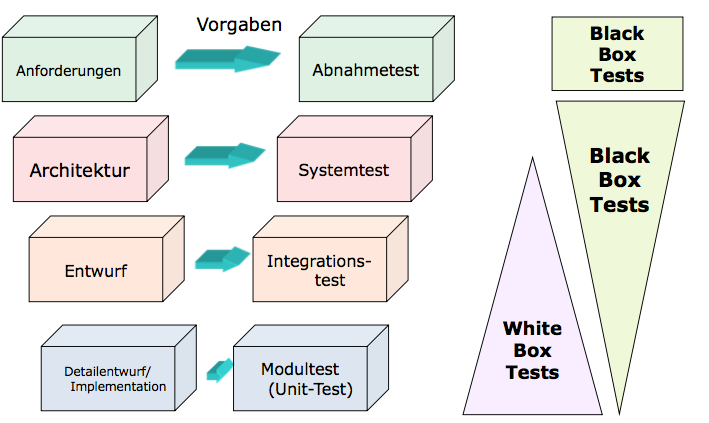 Vorgaben
Anforderungen
Abnahmetest
Architektur
Systemtest
Entwurf
Integrations-
test
Detailentwurf/
Implementation
Modultest
(Unit-Test)
Black
Box
Tests
Black
Box
Tests
White
Box
Tests